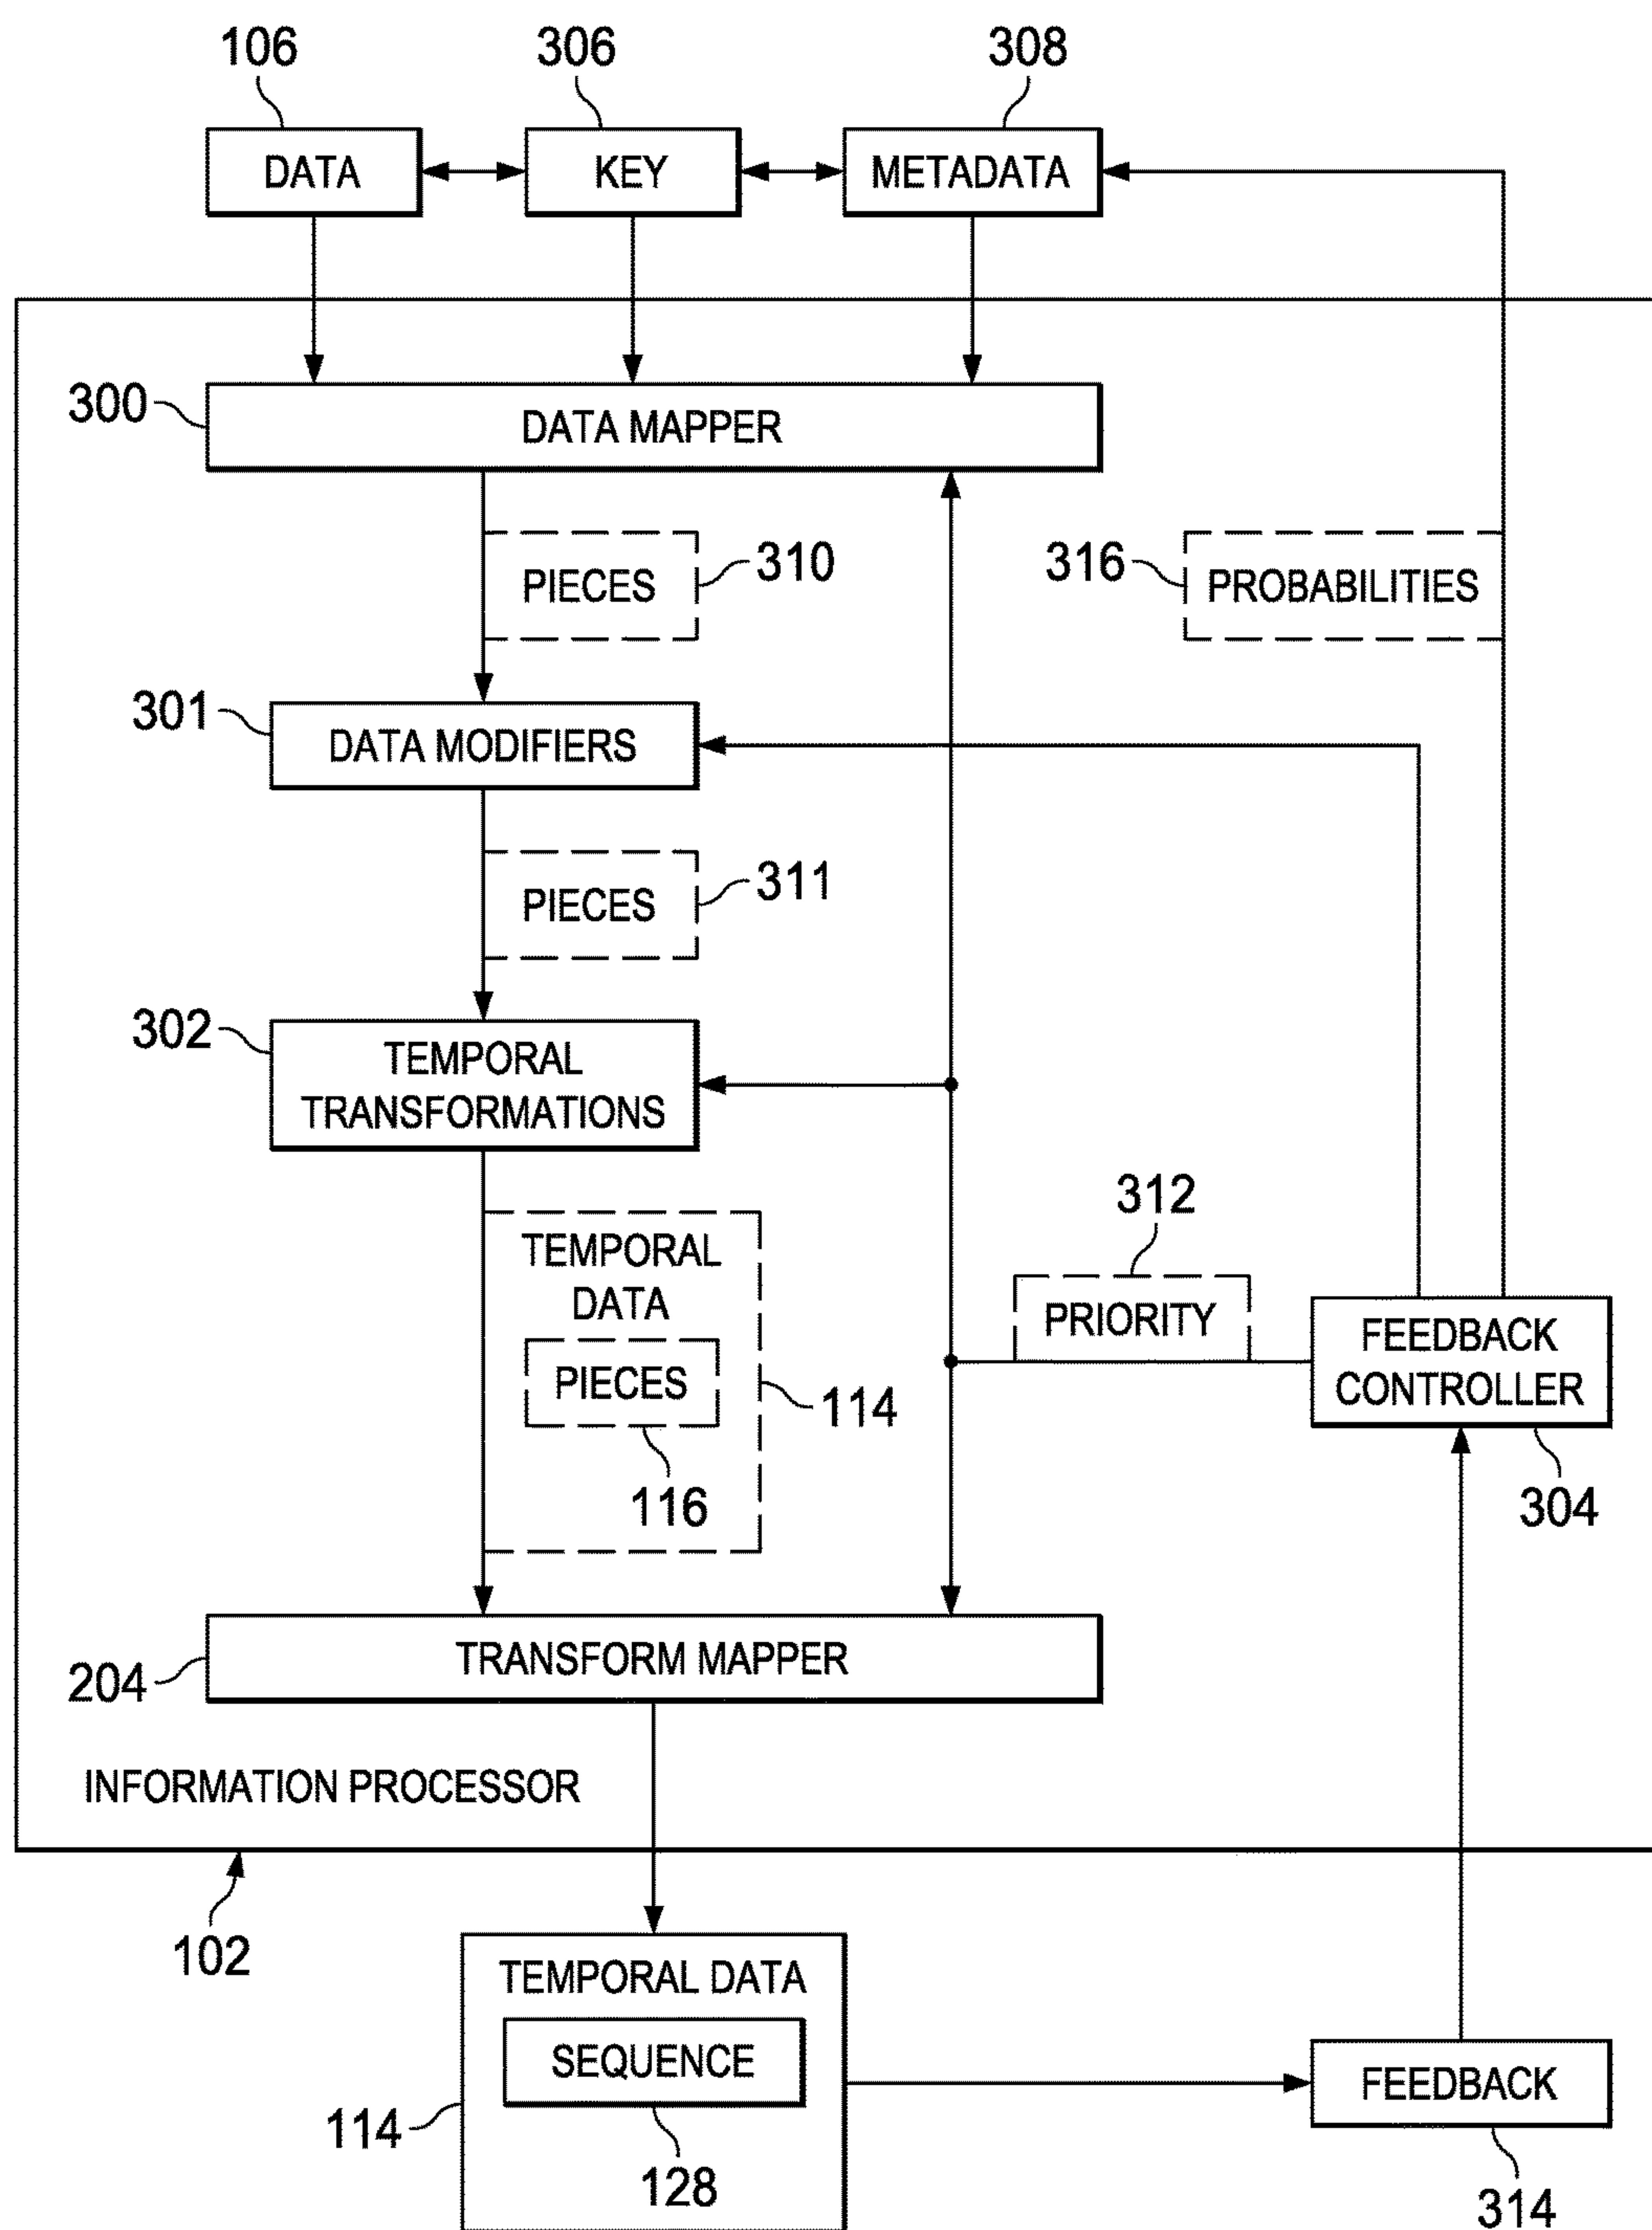 106
306
308
DATA
KEY
METADATA
300
DATA MAPPER
PIECES
310
316
PROBABILITIES
301
DATA MODIFIERS
PIECES
311
302
TEMPORAL
TRANSFORMATIONS
312
PRIORITY
TEMPORAL
DATA
PIECES
114
116
FEEDBACK
CONTROLLER
304
TRANSFORM MAPPER
204
INFORMATION PROCESSOR
102
TEMPORAL DATA
SEQUENCE
114
128
FEEDBACK
314